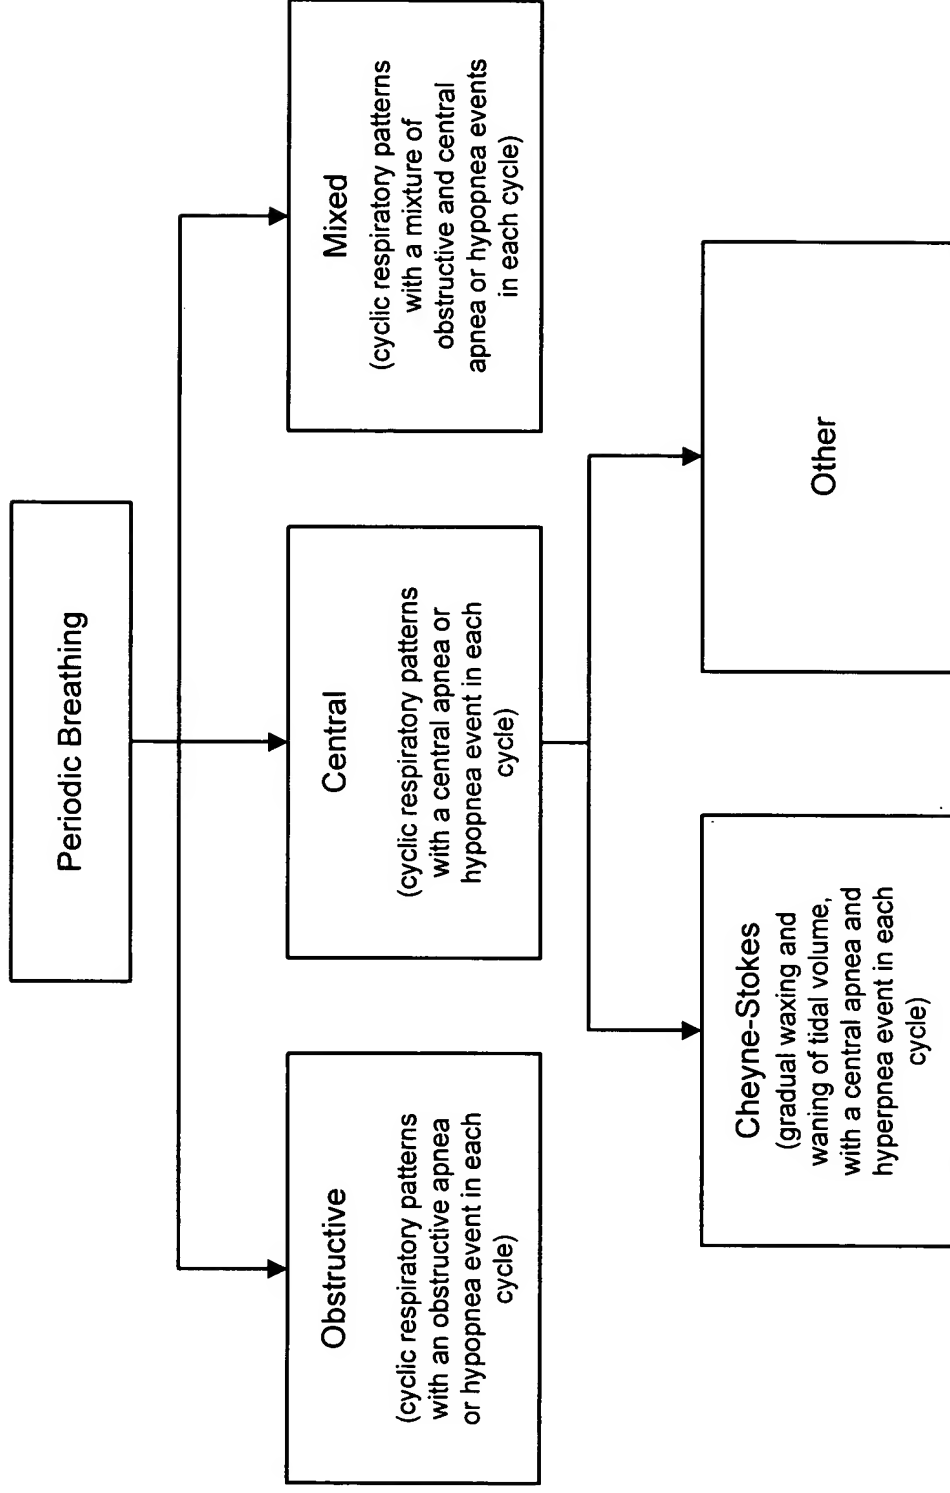 Periodic Breathing
Obstructive
(cyclic respiratory patterns
with an obstructive apnea
or hypopnea event in each
cycle)
Central
(cyclic respiratory patterns
with a central apnea or
hypopnea event in each
cycle)
Mixed
(cyclic respiratory patterns
with a mixture of
obstructive and central
apnea or hypopnea events
in each cycle)
Cheyne-Stokes
(gradual waxing and
waning of tidal volume,
with a central apnea and
hyperpnea event in each
cycle)
Other